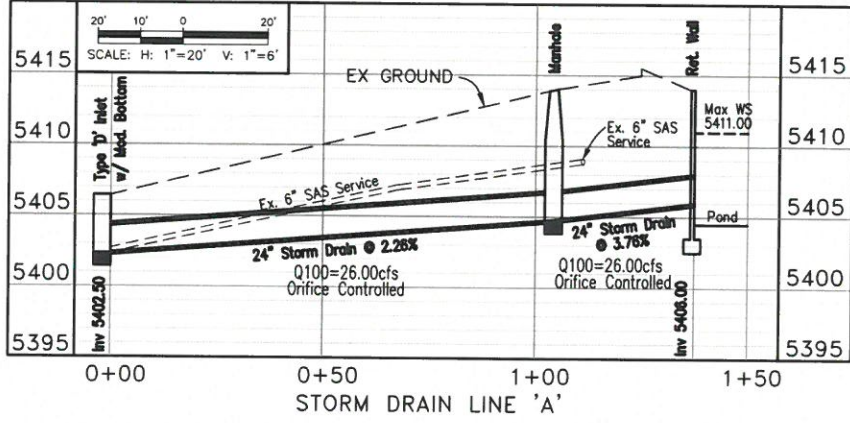 20' 10' 0 20'
SCALE: H: 1"=20' V: 1"=6'
5415
5410
5405
5400
5395
Type 'D' Inlet
w/ Mod. Bottom
EX GROUND
Manhole
Ret. Wall
Max WS
5411.00
Ex. 6" SAS
Service
Ex. 6" SAS Service
Pond
24" Storm Drain @ 2.26%
Q100=26.00cfs
Orifice Controlled
24" Storm Drain
@ 3.76%
Q100=26.00cfs
Orifice Controlled
Inv 5402.50
Inv 5406.00
5415
5410
5405
5400
5395
0+00
0+50
1+00
1+50
STORM DRAIN LINE 'A'